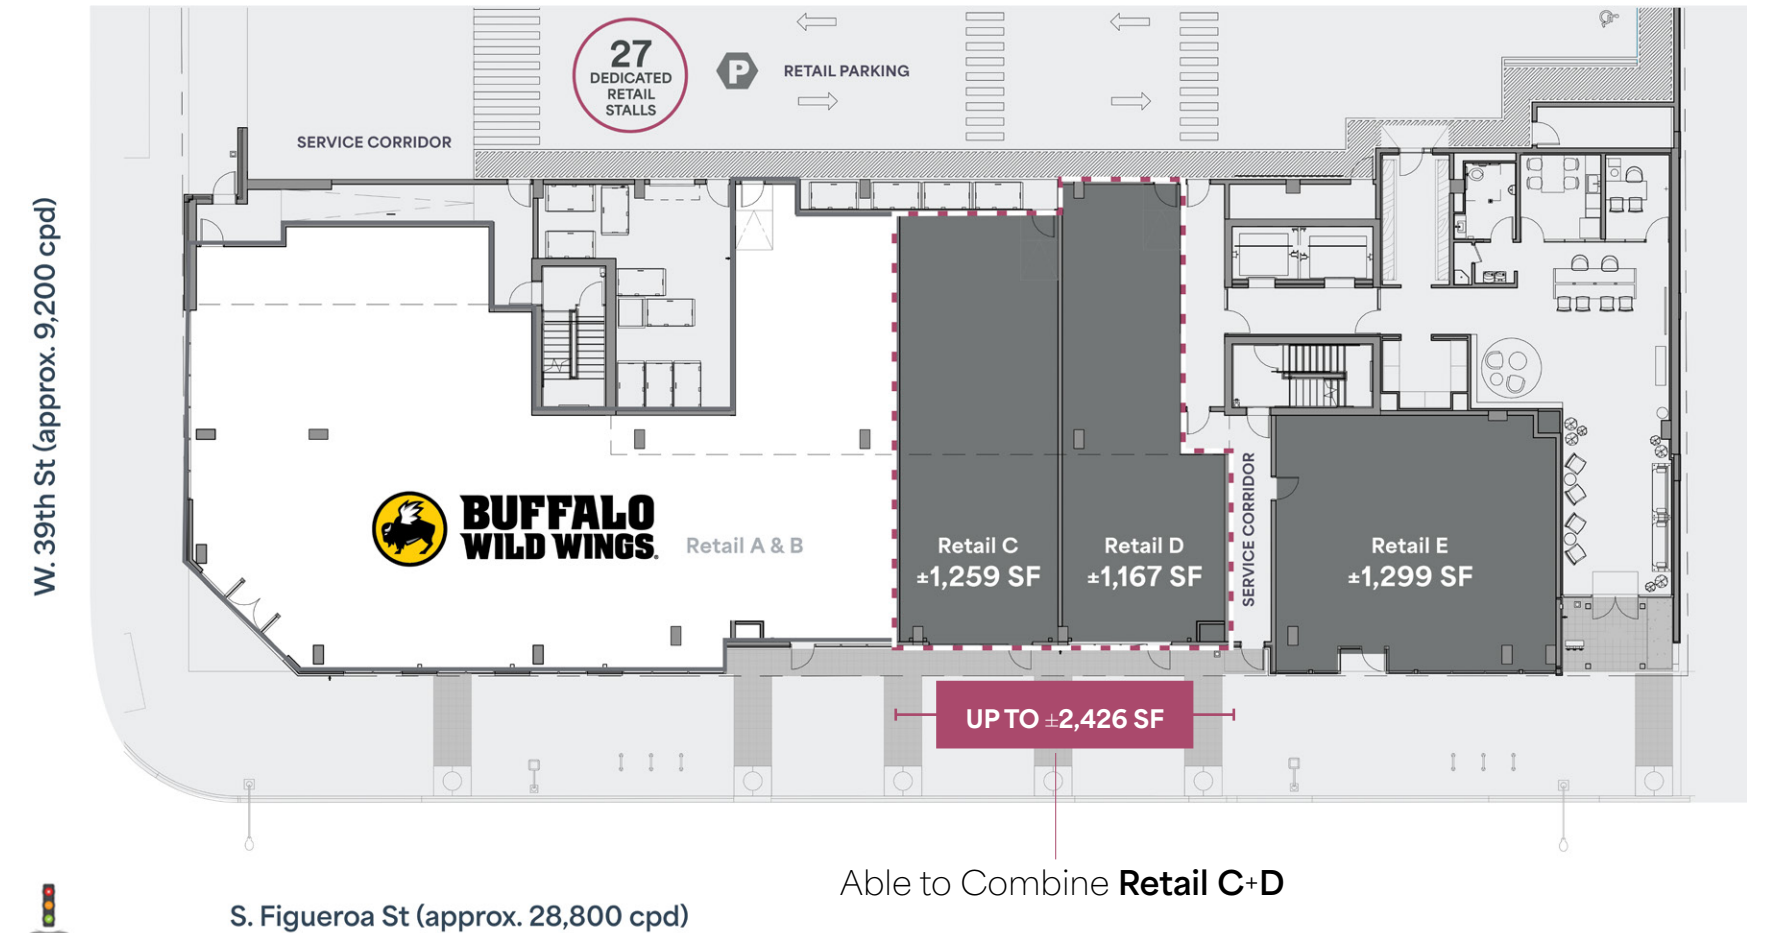 27
DEDICATED
RETAIL
STALLS
P
RETAIL PARKING
SERVICE CORRIDOR
W. 39th St (approx. 9,200 cpd)
BUFFALO
WILD WINGS.
Retail A & B
Retail C
±1,259 SF
Retail D
±1,167 SF
SERVICE CORRIDOR
Retail E
±1,299 SF
UP TO ±2,426 SF
Able to Combine Retail C+D
S. Figueroa St (approx. 28,800 cpd)